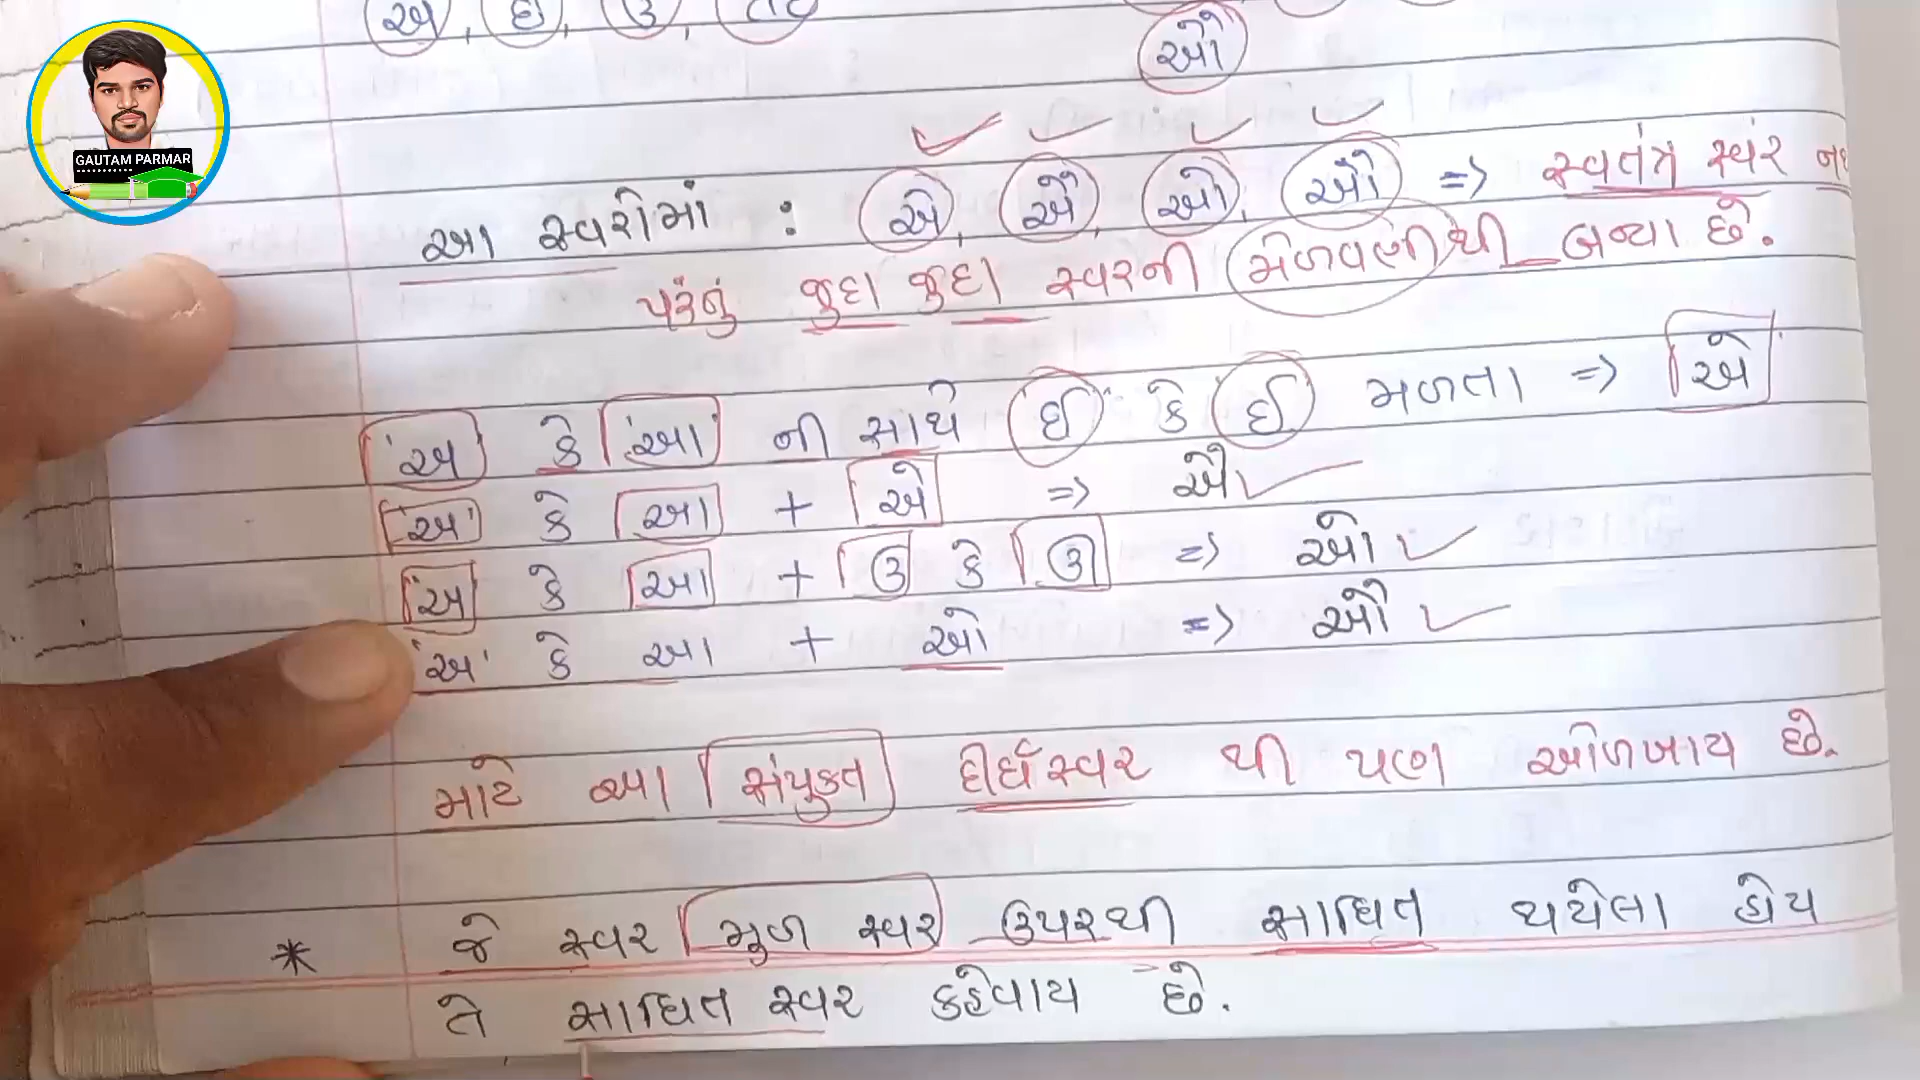 અ, ઇ, ઉ,
ઔ
GAUTAM PARMAR
આ સ્વરોમાં : એ, ઐ, ઓ, ઔ => સ્વતંત્ર સ્વર
પરંતું જુદા જુદા સ્વરની મેળવણીથી બન્યા છે.
'અ' કે 'આ' ની સાથે 'ઇ' કે 'ઈ' મળતા => 'એ'
'અ' કે આ + એ => ઐ
'અ' કે આ + ઉ કે ઊ => ઓ
'અ' કે આ + ઓ => ઔ
માટે આ સંયુક્ત દીર્ઘસ્વર થી પણ ઓળખાય છે.
* જે સ્વર મુળ સ્વર ઉપરથી સાધિત થયેલા હોય
તે સાધિત સ્વર કહેવાય છે.